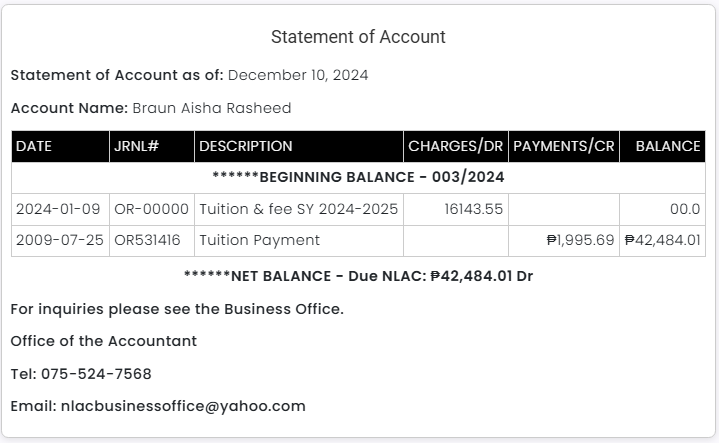 Statement of Account
Statement of Account as of: December 10, 2024
Account Name: Braun Aisha Rasheed
DATE JRNL# DESCRIPTION CHARGES/DR PAYMENTS/CR BALANCE
******BEGINNING BALANCE - 003/2024
2024-01-09 OR-00000 Tuition & fee SY 2024-2025 16143.55 00.0
2009-07-25 OR531416 Tuition Payment ₱1,995.69 ₱42,484.01
******NET BALANCE - Due NLAC: ₱42,484.01 Dr
For inquiries please see the Business Office.
Office of the Accountant
Tel: 075-524-7568
Email: nlacbusinessoffice@yahoo.com